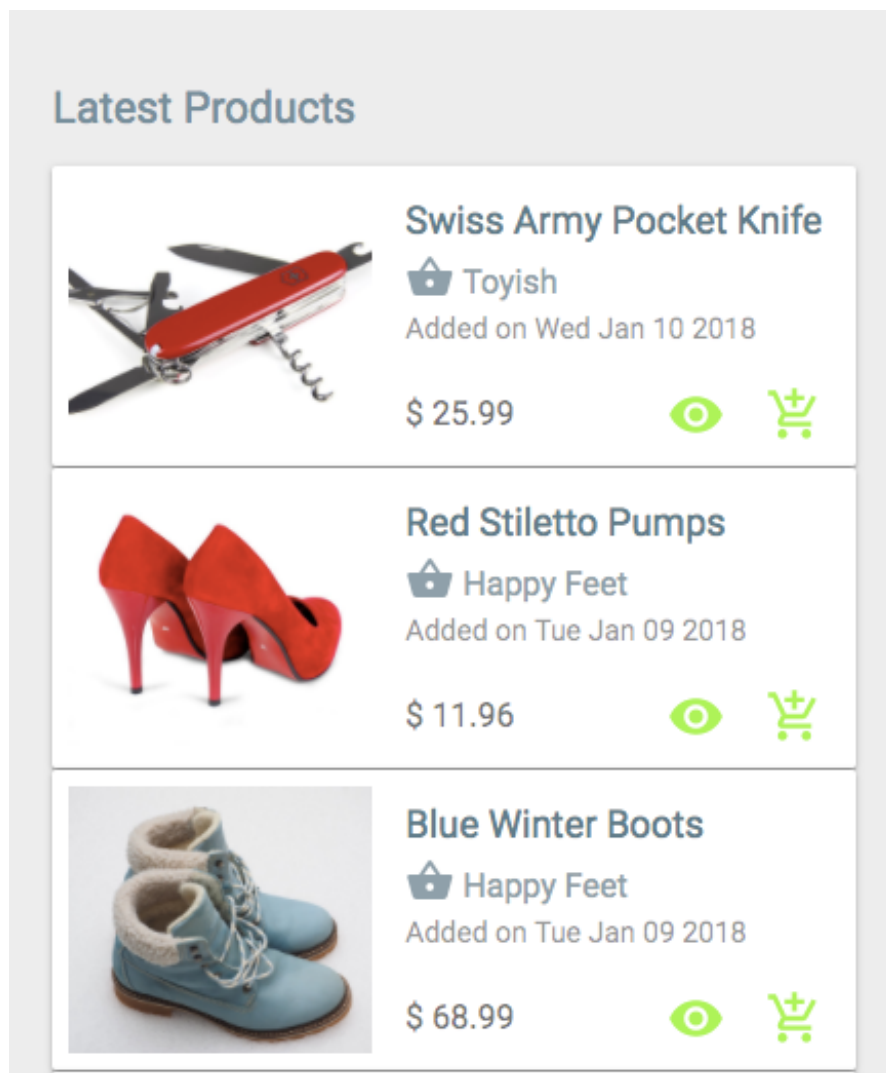 Latest Products
Swiss Army Pocket Knife
Toyish
Added on Wed Jan 10 2018
$ 25.99
Red Stiletto Pumps
Happy Feet
Added on Tue Jan 09 2018
$ 11.96
Blue Winter Boots
Happy Feet
Added on Tue Jan 09 2018
$ 68.99